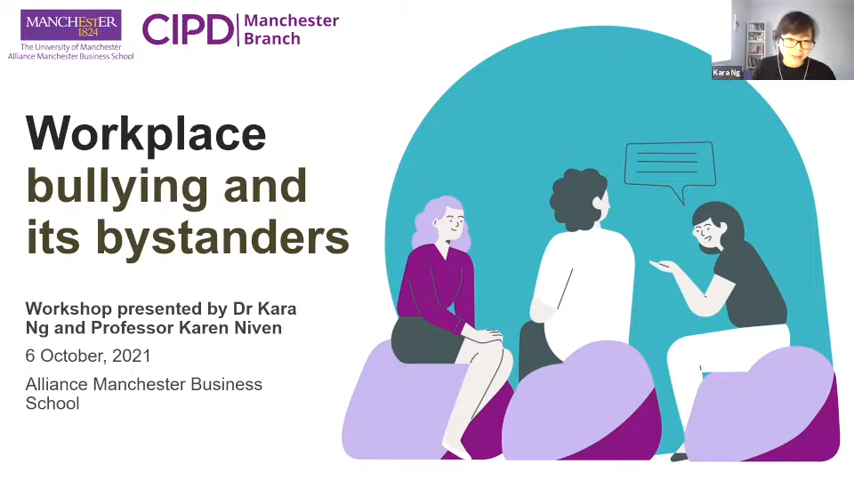 MANCHESTER
1824
The University of Manchester
Alliance Manchester Business School
CIPD
Manchester
Branch
Kara Ng
Workplace
bullying and
its bystanders
Workshop presented by Dr Kara
Ng and Professor Karen Niven
6 October, 2021
Alliance Manchester Business
School